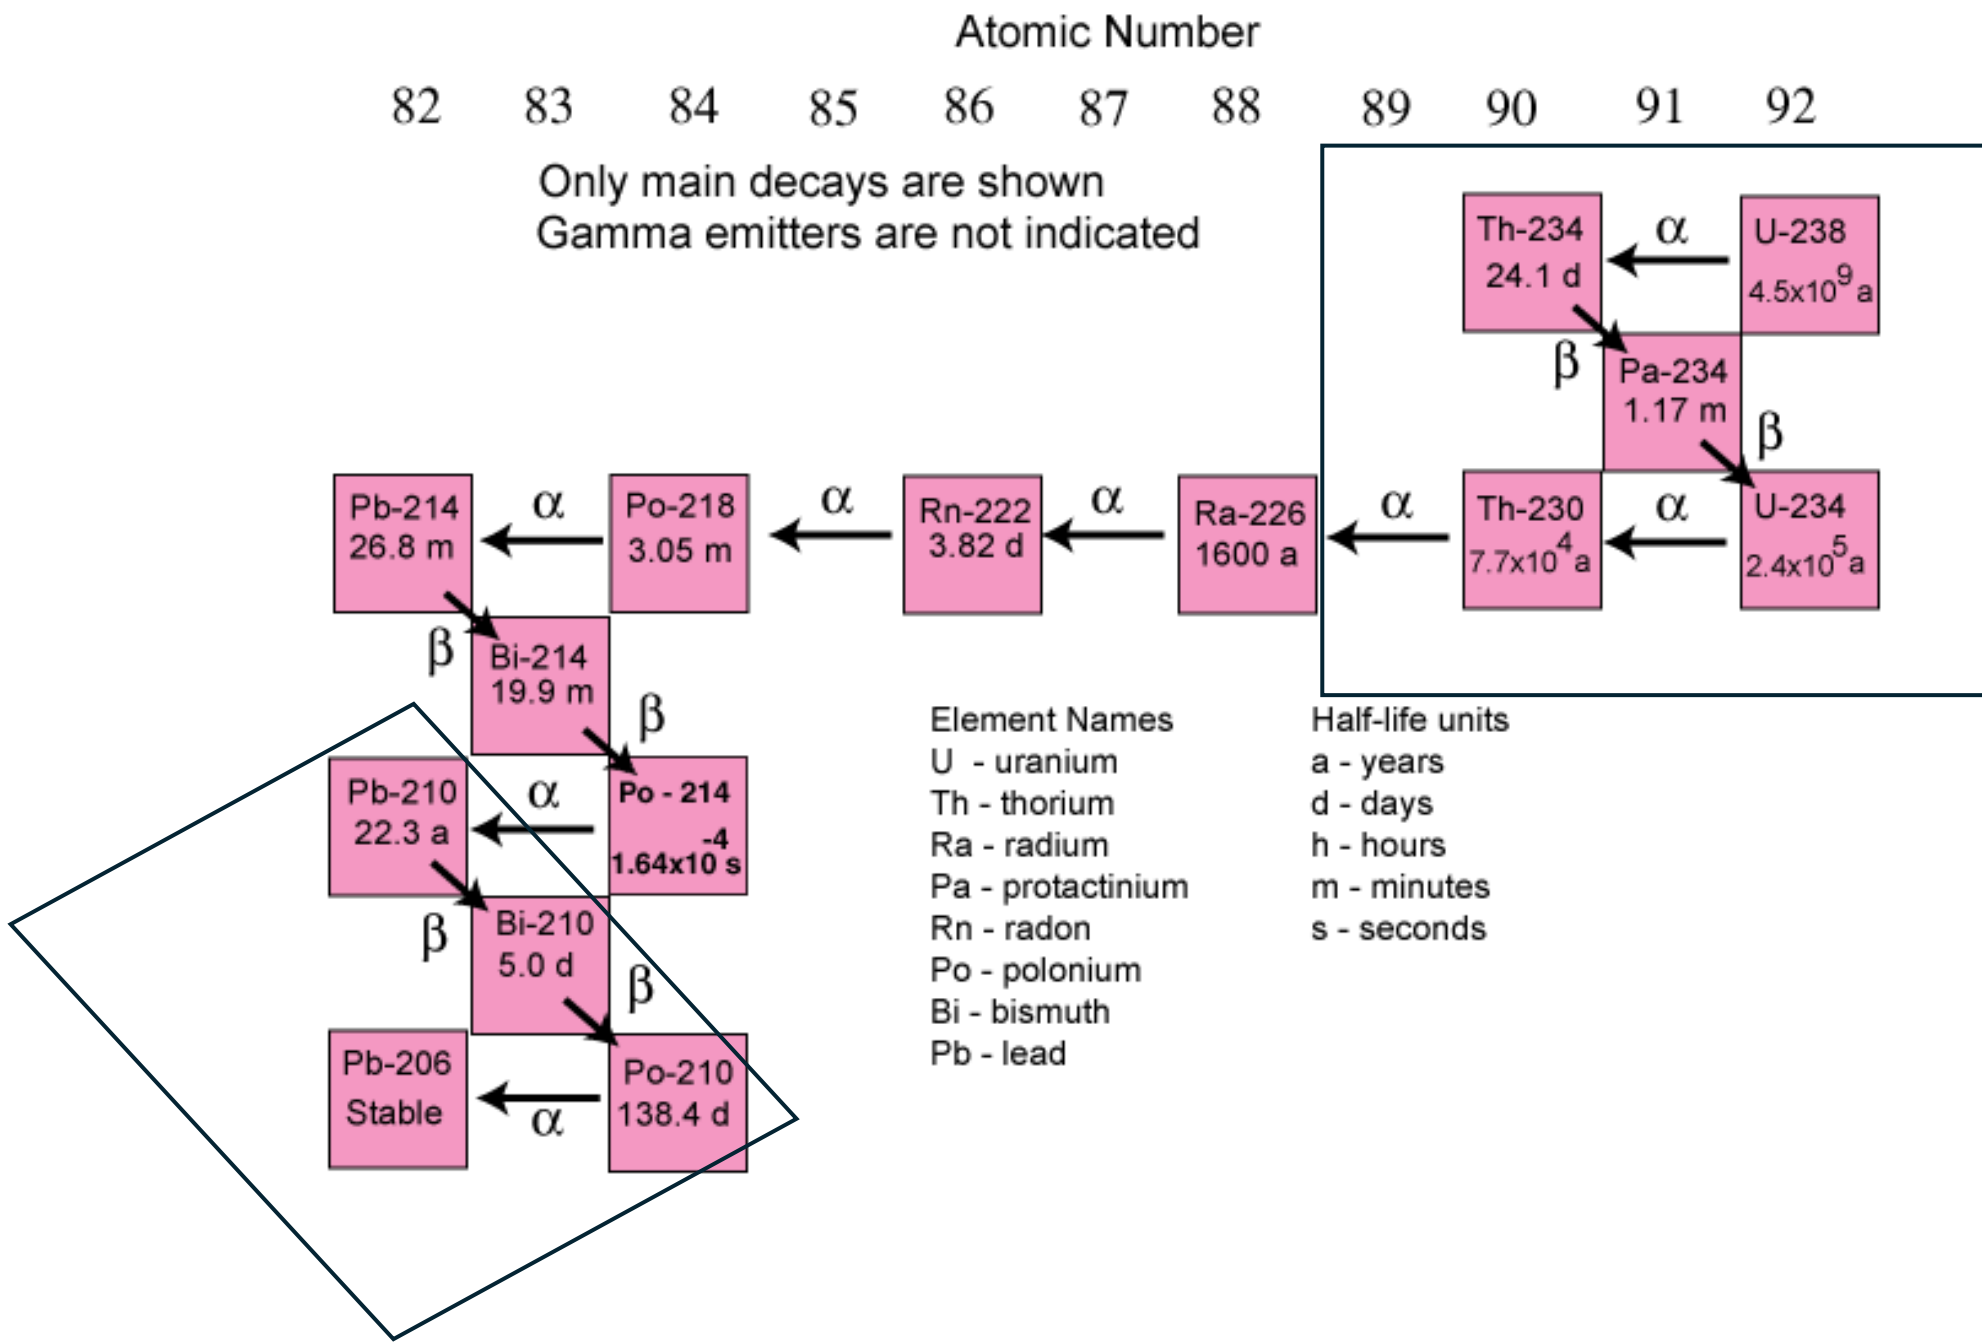 Atomic Number
82 83 84 85 86 87 88 89 90 91 92
Only main decays are shown
Gamma emitters are not indicated
Th-234
24.1 d
α
U-238
4.5x10⁹a
β
Pa-234
1.17 m
β
Pb-214
26.8 m
α
Po-218
3.05 m
α
Rn-222
3.82 d
α
Ra-226
1600 a
α
Th-230
7.7x10⁴a
α
U-234
2.4x10⁵a
β
Bi-214
19.9 m
β
Pb-210
22.3 a
α
Po - 214
-4
1.64x10 s
β
Bi-210
5.0 d
β
Pb-206
Stable
α
Po-210
138.4 d
Element Names
U - uranium
Th - thorium
Ra - radium
Pa - protactinium
Rn - radon
Po - polonium
Bi - bismuth
Pb - lead
Half-life units
a - years
d - days
h - hours
m - minutes
s - seconds